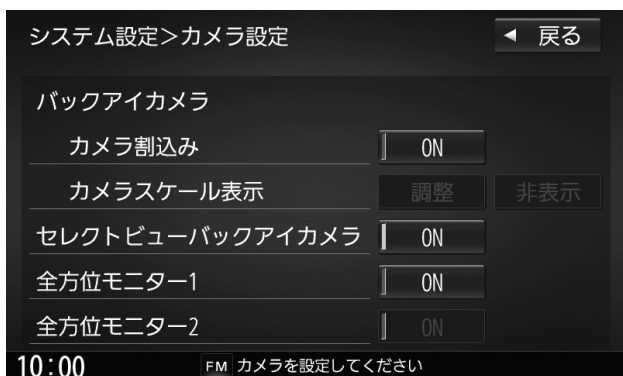 システム設定＞カメラ設定 ◀ 戻る
バックアイカメラ
カメラ割込み ON
カメラスケール表示 調整 非表示
セレクトビューバックアイカメラ ON
全方位モニター1 ON
全方位モニター2 ON
10:00 FM カメラを設定してください